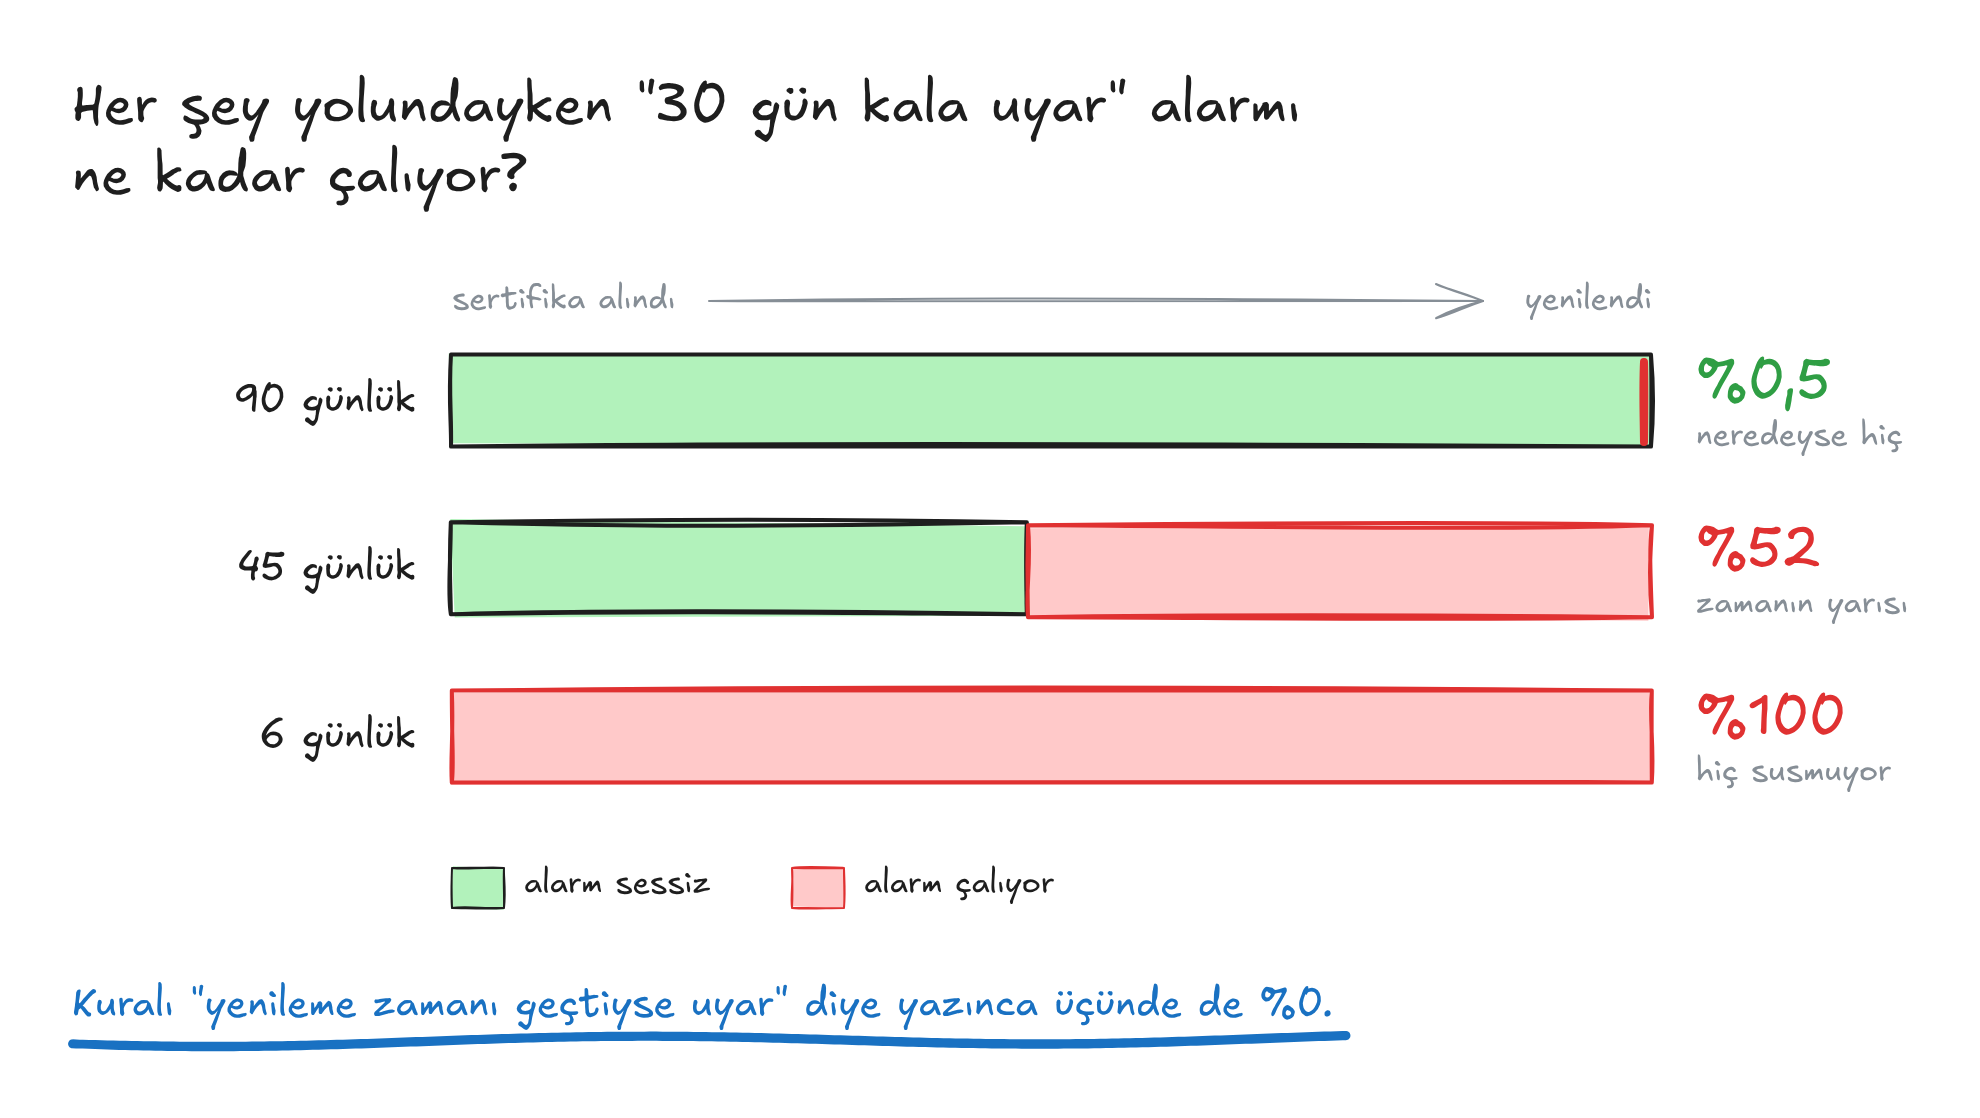 Her şey yolundayken "30 gün kala uyar" alarmı
ne kadar çalıyor?
sertifika alındı
yenilendi
90 günlük
%0,5
neredeyse hiç
45 günlük
%52
zamanın yarısı
6 günlük
%100
hiç susmuyor
alarm sessiz
alarm çalıyor
Kuralı "yenileme zamanı geçtiyse uyar" diye yazınca üçünde de %0.